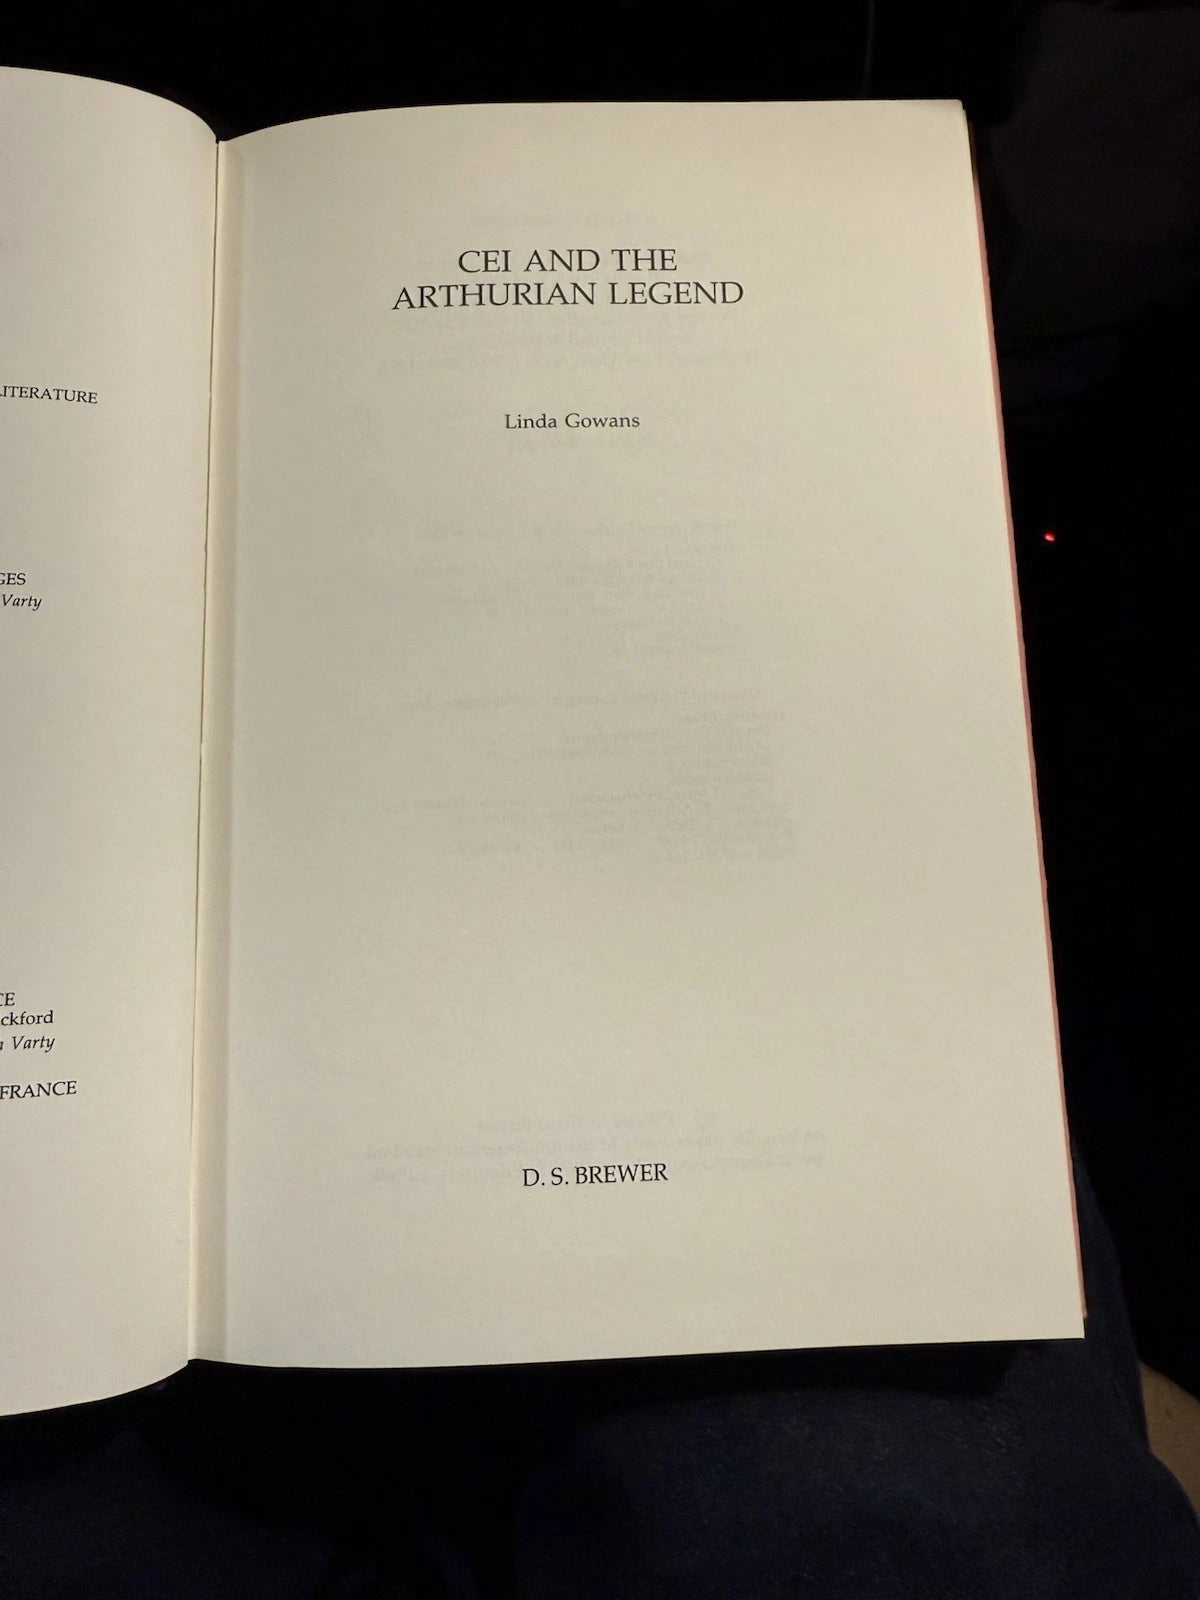 LITERATURE
GES
Varty
CE
ckford
n Varty
FRANCE
CEI AND THE
ARTHURIAN LEGEND
Linda Gowans
D. S. BREWER